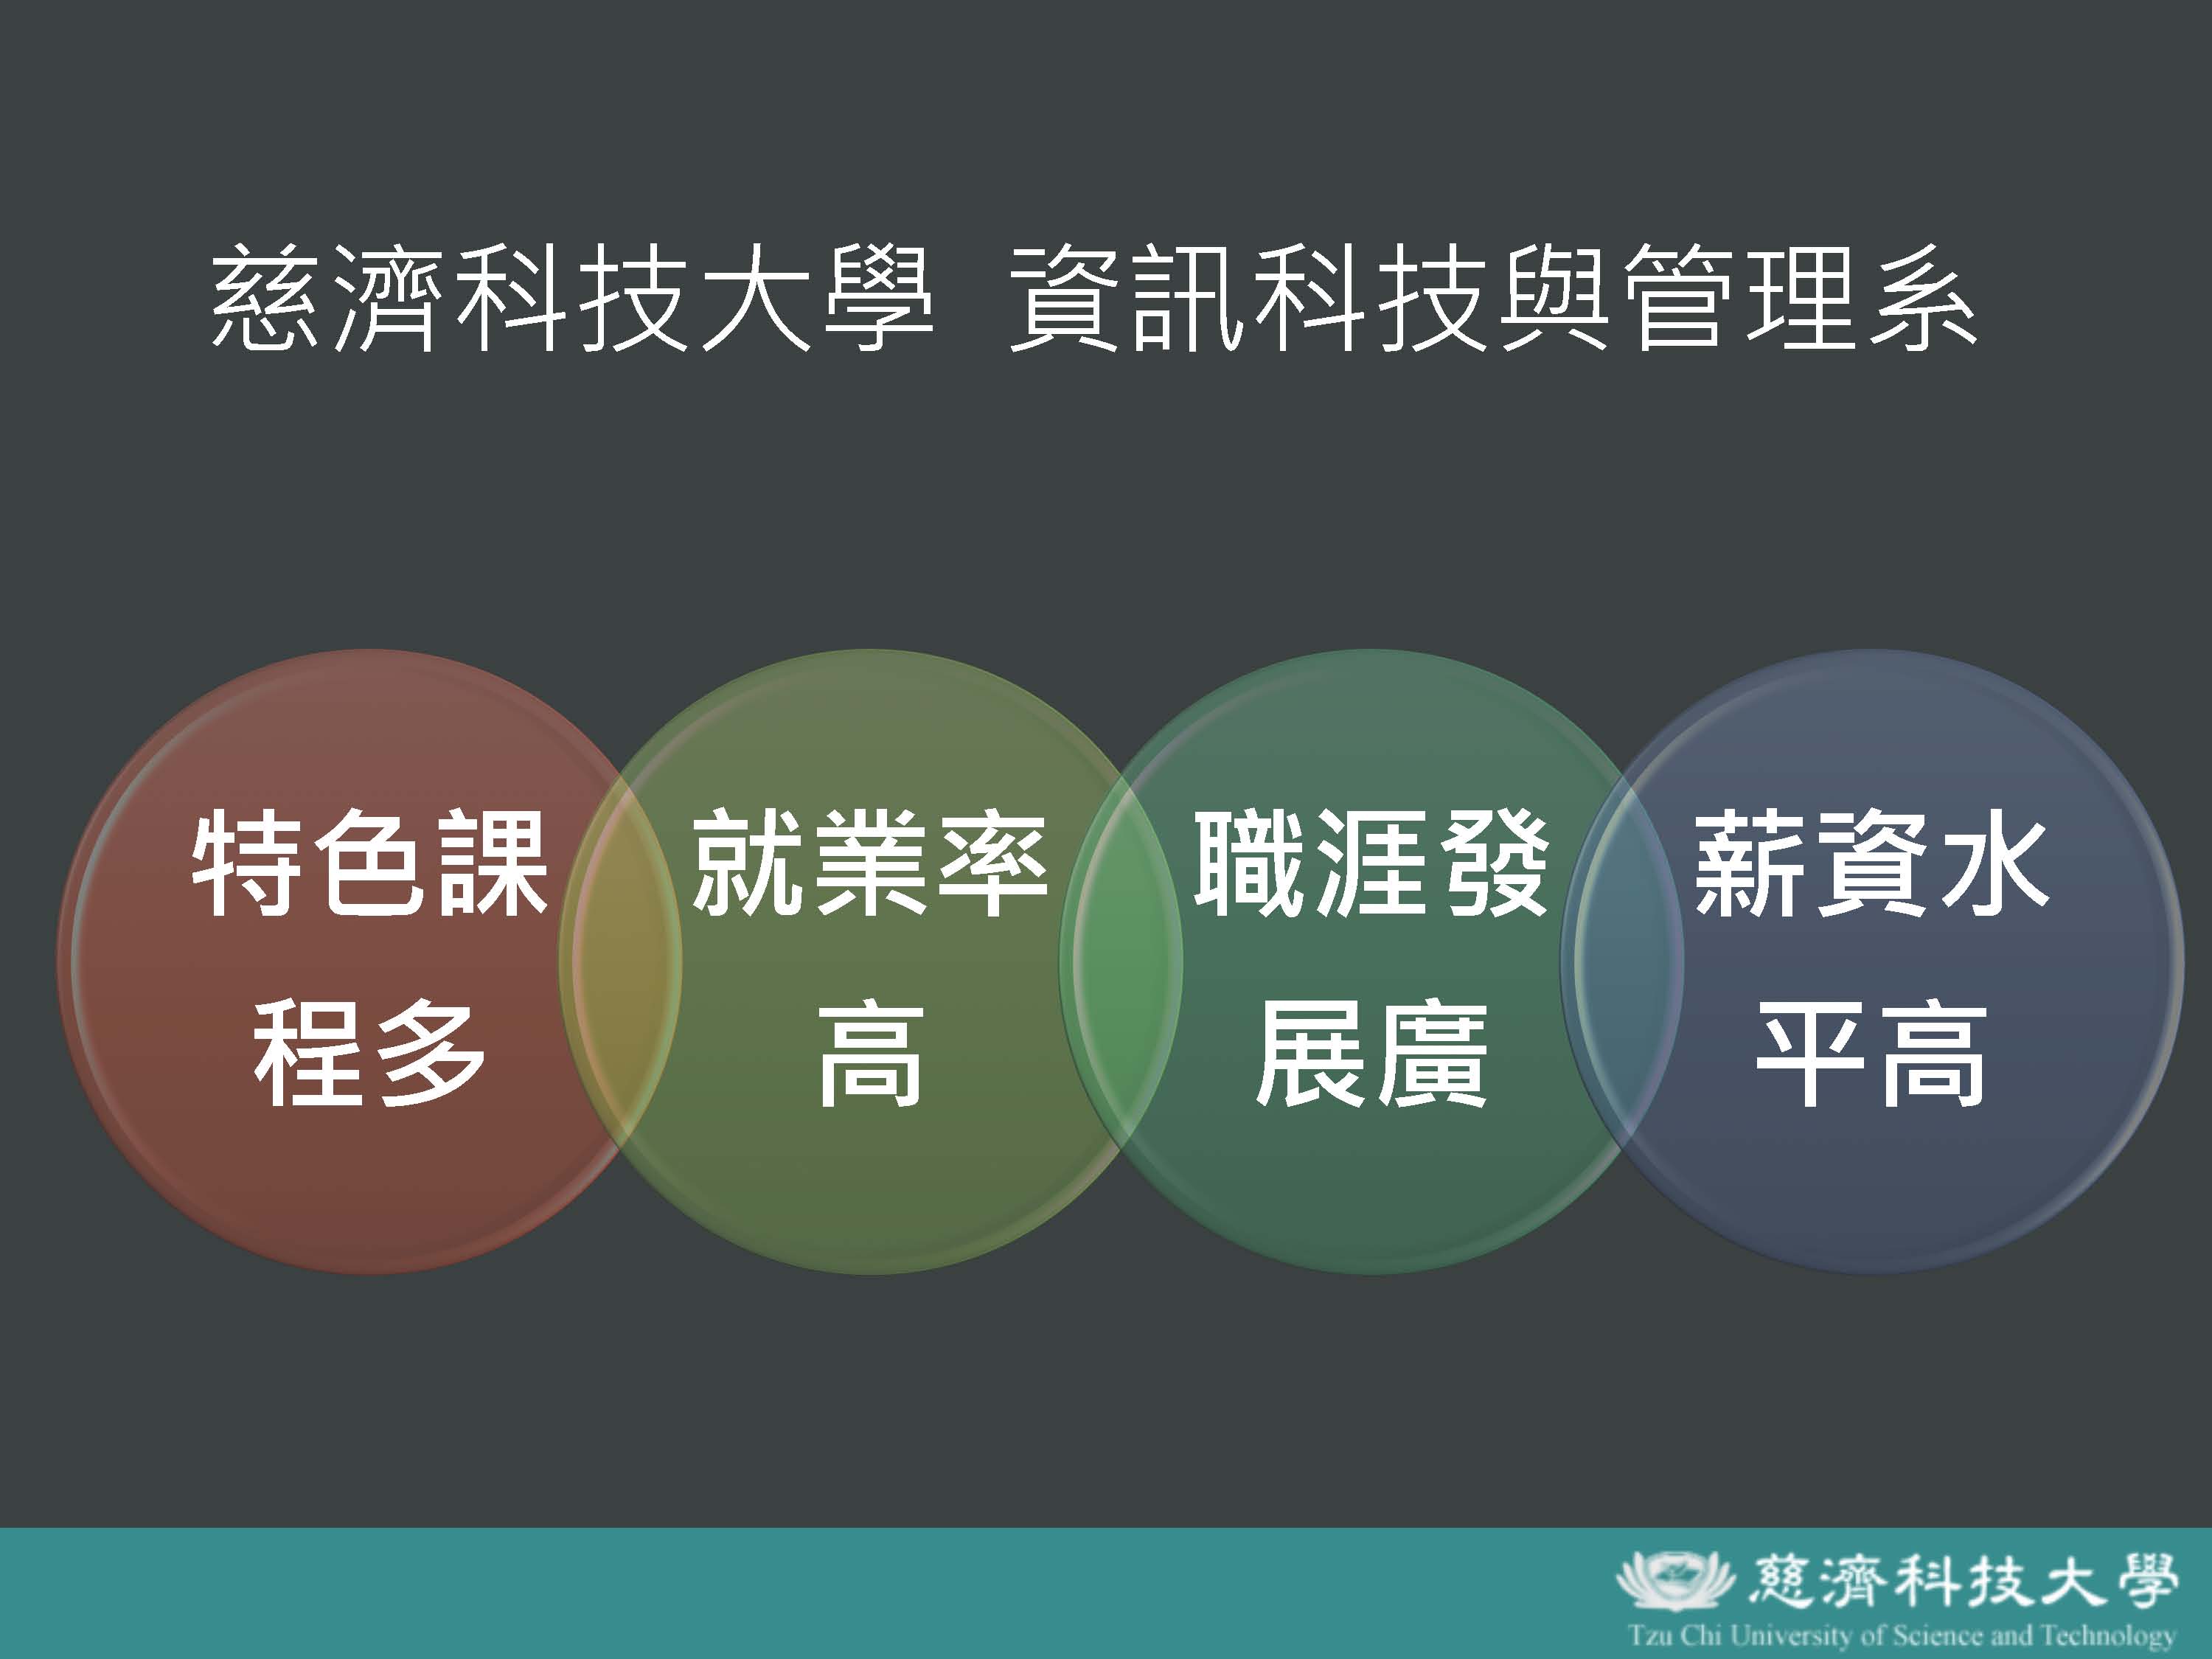 慈濟科技大學 資訊科技與管理系
特色課
程多
就業率
高
職涯發
展廣
薪資水
平高
慈濟科技大學
Tzu Chi University of Science and Technology